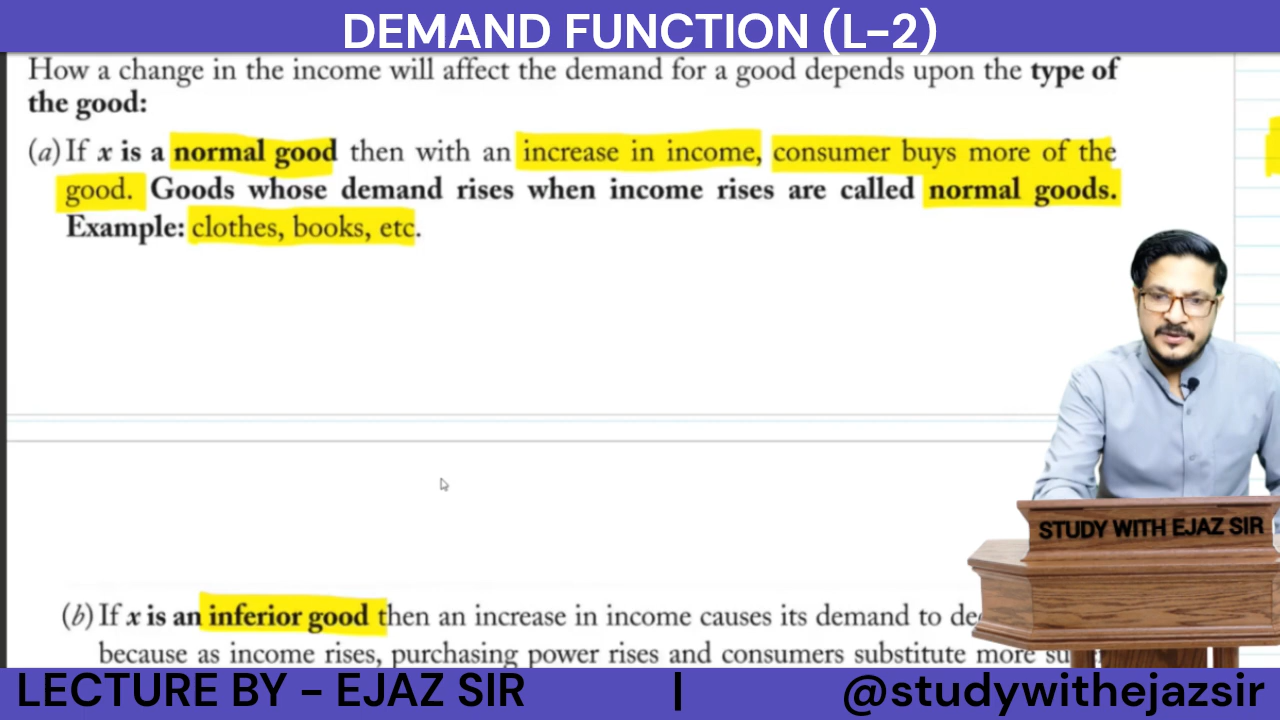 DEMAND FUNCTION (L-2)
How a change in the income will affect the demand for a good depends upon the type of
the good:
(a) If x is a normal good then with an increase in income, consumer buys more of the
good. Goods whose demand rises when income rises are called normal goods.
Example: clothes, books, etc.
STUDY WITH EJAZ SIR
(b) If x is an inferior good then an increase in income causes its demand to
because as income rises, purchasing power rises and consumers substitute more
LECTURE BY - EJAZ SIR | @studywithejazsir